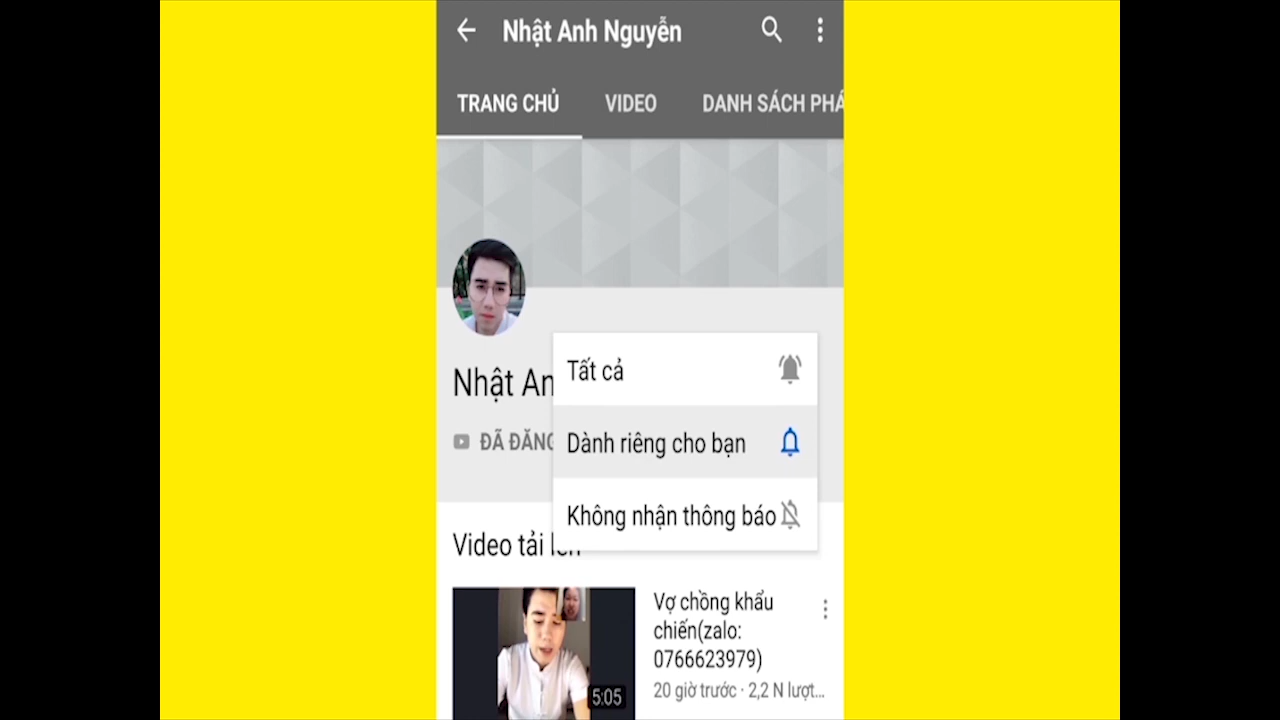 Nhật Anh Nguyễn
TRANG CHỦ VIDEO DANH SÁCH PHÁ
Tất cả
Nhật An
Dành riêng cho bạn
ĐÃ ĐĂNG
Không nhận thông báo
Video tải lên
Vợ chồng khẩu
chiến(zalo:
0766623979)
5:05
20 giờ trước · 2,2 N lượt...